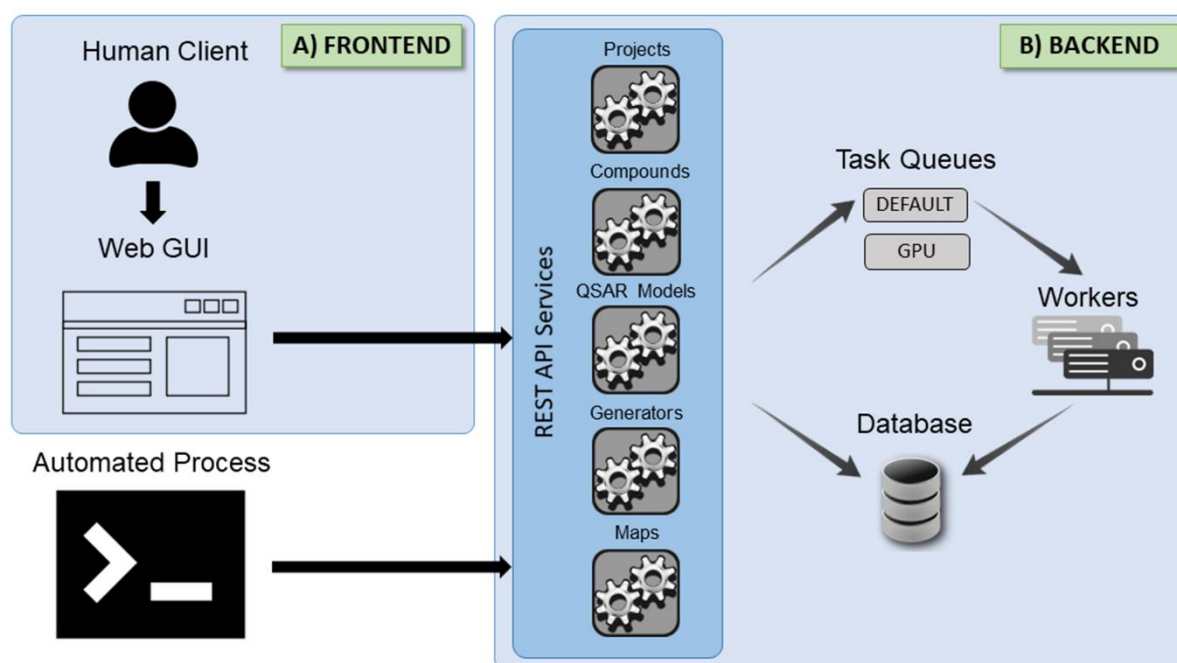 A) FRONTEND
Human Client
Web GUI
Automated Process
B) BACKEND
REST API Services
Projects
Compounds
QSAR Models
Generators
Maps
Task Queues
DEFAULT
GPU
Workers
Database